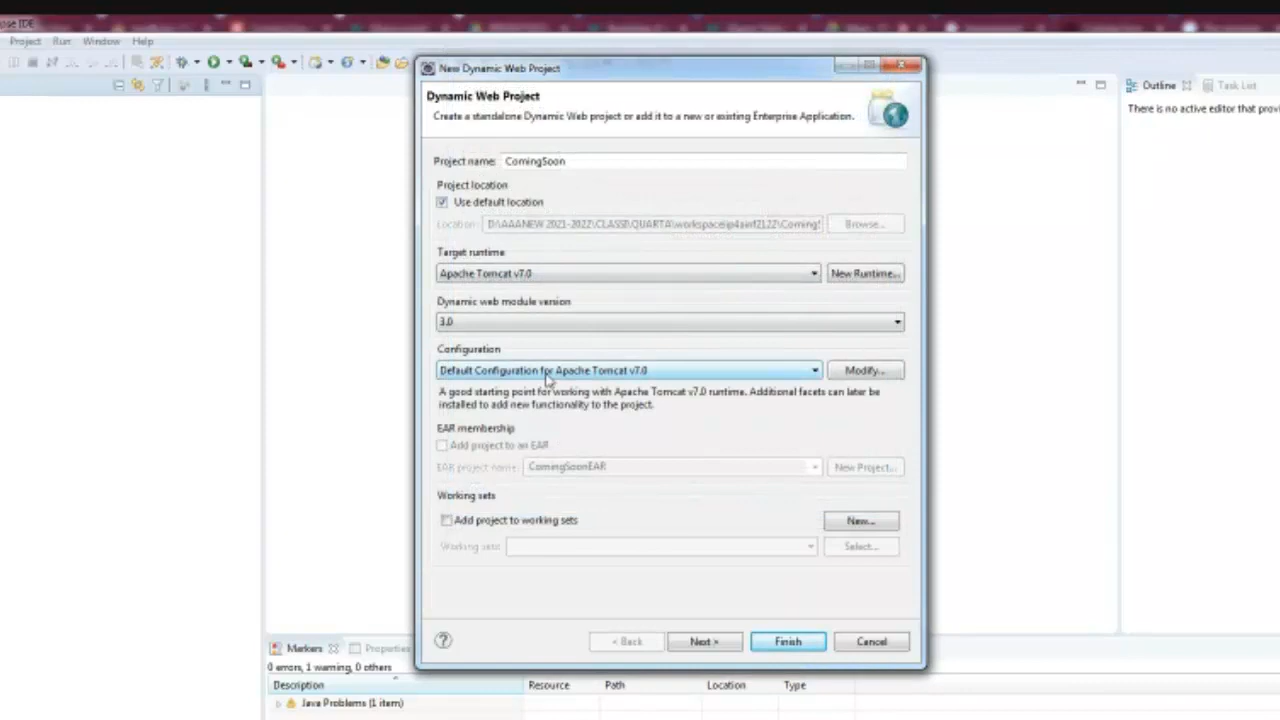 ose IDE
Project Run Window Help
New Dynamic Web Project
Dynamic Web Project
Create a standalone Dynamic Web project or add it to a new or existing Enterprise Application.
Outline
Task List
There is no active editor that provi
Project name: ComingSoon
Project location
Use default location
Location: Browse...
Target runtime
Apache Tomcat v7.0 New Runtime...
Dynamic web module version
3.0
Configuration
Default Configuration for Apache Tomcat v7.0 Modify...
A good starting point for working with Apache Tomcat v7.0 runtime. Additional facets can later be
installed to add new functionality to the project.
EAR membership
Add project to an EAR
EAR project name: ComingSoonEAR New Project...
Working sets
Add project to working sets New...
Working sets: Select...
< Back Next > Finish Cancel
Markers Properties
0 errors, 1 warning, 0 others
Description Resource Path Location Type
Java Problems (1 item)